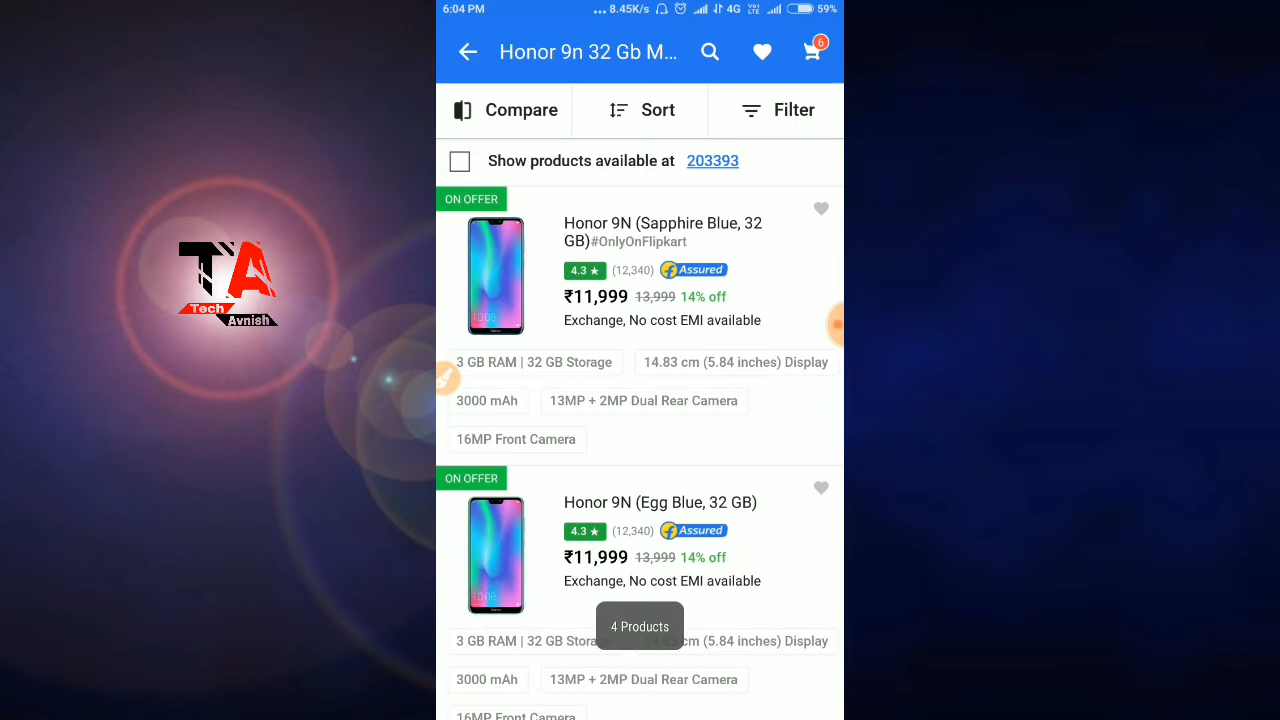 6:04 PM
... 8.45K/s 4G VoLTE 59%
Honor 9n 32 Gb M...
6
Compare
Sort
Filter
Show products available at 203393
ON OFFER
Honor 9N (Sapphire Blue, 32
GB)#OnlyOnFlipkart
4.3 ★ (12,340) Assured
₹11,999 13,999 14% off
Exchange, No cost EMI available
3 GB RAM | 32 GB Storage
14.83 cm (5.84 inches) Display
3000 mAh
13MP + 2MP Dual Rear Camera
16MP Front Camera
ON OFFER
Honor 9N (Egg Blue, 32 GB)
4.3 ★ (12,340) Assured
₹11,999 13,999 14% off
Exchange, No cost EMI available
4 Products
3 GB RAM | 32 GB Storage
cm (5.84 inches) Display
3000 mAh
13MP + 2MP Dual Rear Camera
16MP Front Camera
TA
Tech
Avnish